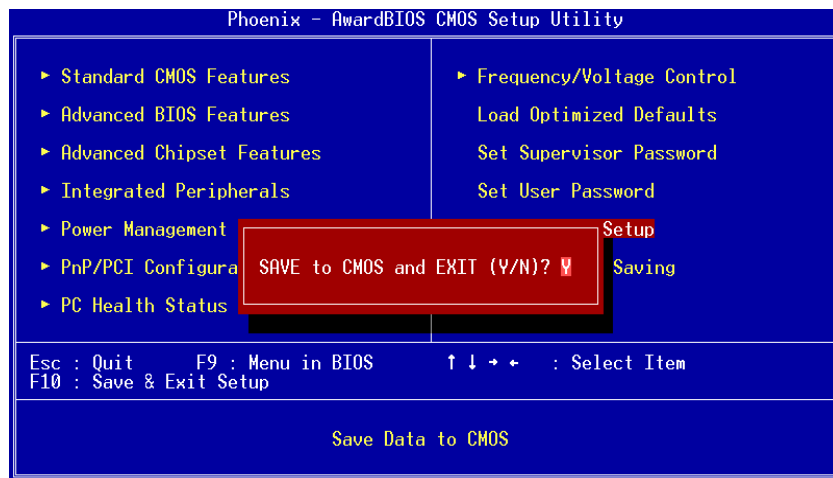 Phoenix - AwardBIOS CMOS Setup Utility
► Standard CMOS Features
► Advanced BIOS Features
► Advanced Chipset Features
► Integrated Peripherals
► Power Management
► PnP/PCI Configura
► PC Health Status
► Frequency/Voltage Control
Load Optimized Defaults
Set Supervisor Password
Set User Password
Setup
Saving
SAVE to CMOS and EXIT (Y/N)? Y
Esc : Quit F9 : Menu in BIOS ↑ ↓ → ← : Select Item
F10 : Save & Exit Setup
Save Data to CMOS